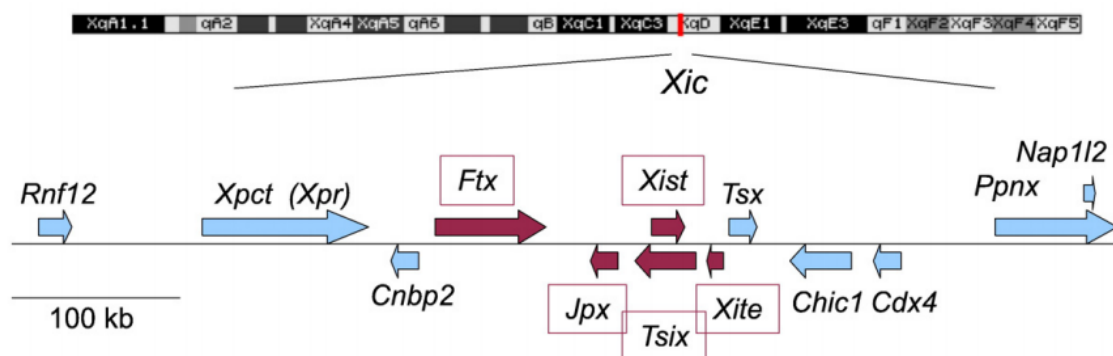 XqA1.1 qA2 XqA4 XqA5 qA6 qB XqC1 XqC3 XqD XqE1 XqE3 qF1 XqF2 XqF3 XqF4 XqF5
Xic
Nap1l2
Rnf12 Xpct (Xpr) Ftx Xist Tsx Ppnx
Cnbp2 Jpx Xite Chic1 Cdx4
100 kb Tsix